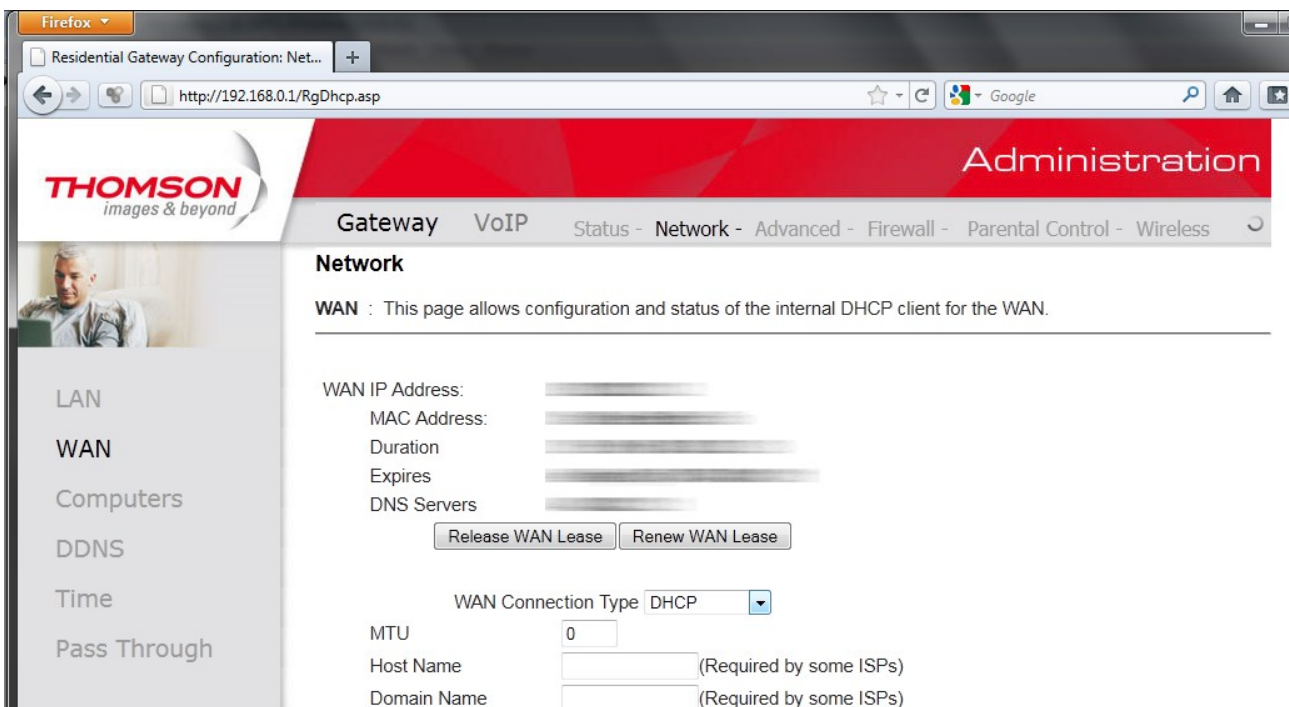 Firefox
Residential Gateway Configuration: Net... +
http://192.168.0.1/RgDhcp.asp Google
THOMSON
images & beyond
Administration
Gateway VoIP Status - Network - Advanced - Firewall - Parental Control - Wireless
Network
WAN : This page allows configuration and status of the internal DHCP client for the WAN.
LAN
WAN
Computers
DDNS
Time
Pass Through
WAN IP Address:
MAC Address:
Duration
Expires
DNS Servers
Release WAN Lease Renew WAN Lease
WAN Connection Type DHCP
MTU 0
Host Name (Required by some ISPs)
Domain Name (Required by some ISPs)